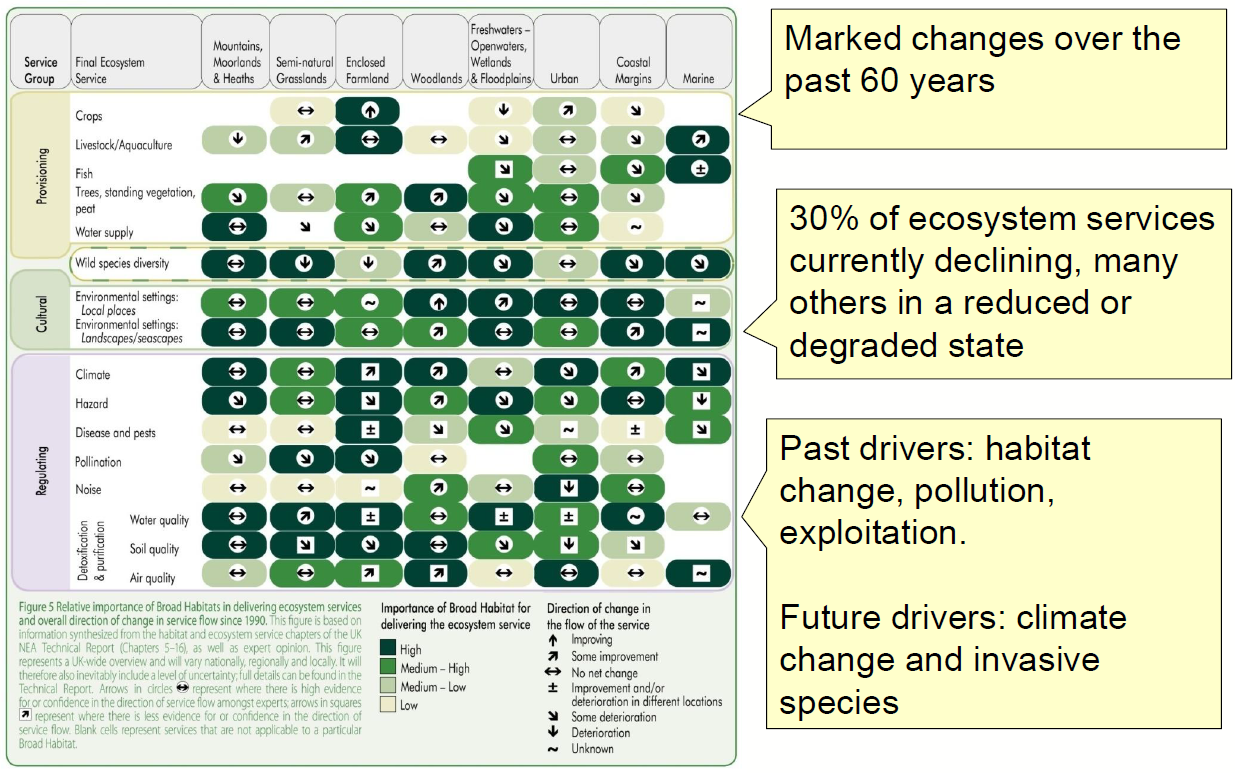 Service
Group
Final Ecosystem
Service
Mountains,
Moorlands
& Heaths
Semi-natural
Grasslands
Enclosed
Farmland
Woodlands
Freshwaters –
Openwaters,
Wetlands
& Floodplains
Urban
Coastal
Margins
Marine
Provisioning
Crops
Livestock/Aquaculture
Fish
Trees, standing vegetation,
peat
Water supply
Wild species diversity
Cultural
Environmental settings:
Local places
Environmental settings:
Landscapes/seascapes
Regulating
Climate
Hazard
Disease and pests
Pollination
Noise
Detoxification
& purification
Water quality
Soil quality
Air quality
Figure 5 Relative importance of Broad Habitats in delivering ecosystem services
and overall direction of change in service flow since 1990. This figure is based on
information synthesized from the habitat and ecosystem service chapters of the UK
NEA Technical Report (Chapters 5–16), as well as expert opinion. This figure
represents a UK-wide overview and will vary nationally, regionally and locally. It will
therefore also inevitably include a level of uncertainty; full details can be found in the
Technical Report. Arrows in circles ↔ represent where there is high evidence
for or confidence in the direction of service flow amongst experts; arrows in squares
↗ represent where there is less evidence for or confidence in the direction of
service flow. Blank cells represent services that are not applicable to a particular
Broad Habitat.
Importance of Broad Habitat for
delivering the ecosystem service
High
Medium – High
Medium – Low
Low
Direction of change in
the flow of the service
↑ Improving
↗ Some improvement
↔ No net change
± Improvement and/or
deterioration in different locations
↘ Some deterioration
↓ Deterioration
~ Unknown
Marked changes over the
past 60 years
30% of ecosystem services
currently declining, many
others in a reduced or
degraded state
Past drivers: habitat
change, pollution,
exploitation.
Future drivers: climate
change and invasive
species